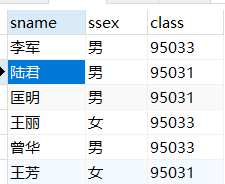 sname ssex class
李军 男 95033
陆君 男 95031
匡明 男 95031
王丽 女 95033
曾华 男 95033
王芳 女 95031